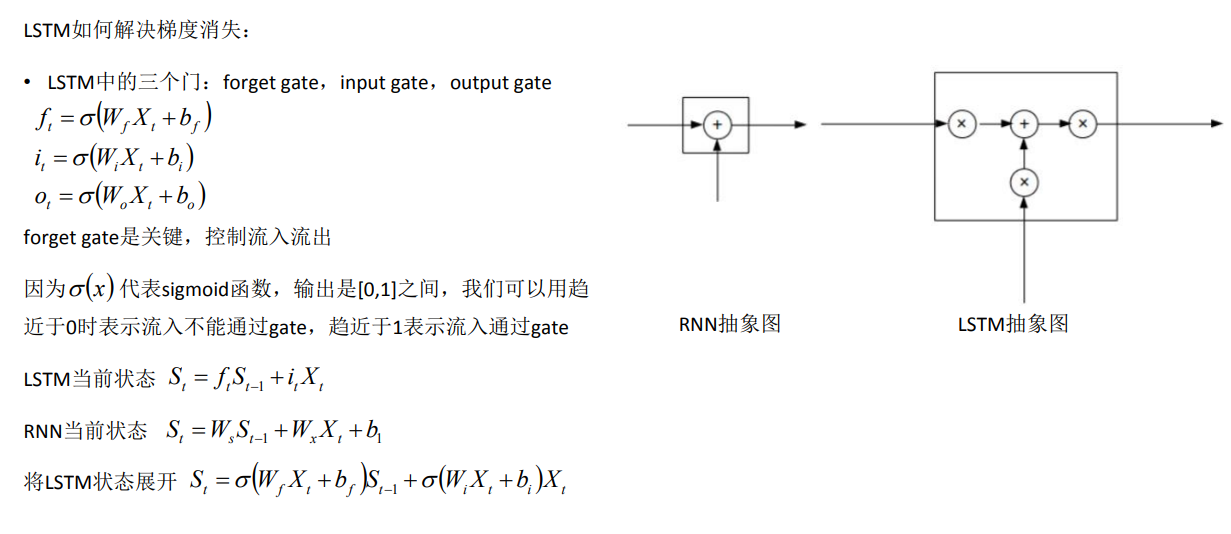 LSTM如何解决梯度消失：
• LSTM中的三个门：forget gate，input gate，output gate
f_t = σ(W_f X_t + b_f)
i_t = σ(W_i X_t + b_i)
o_t = σ(W_o X_t + b_o)
forget gate是关键，控制流入流出
因为σ(x)代表sigmoid函数，输出是[0,1]之间，我们可以用趋
近于0时表示流入不能通过gate，趋近于1表示流入通过gate
LSTM当前状态 S_t = f_t S_{t-1} + i_t X_t
RNN当前状态 S_t = W_s S_{t-1} + W_x X_t + b_1
将LSTM状态展开 S_t = σ(W_f X_t + b_f)S_{t-1} + σ(W_i X_t + b_i)X_t
+
× + ×
×
RNN抽象图
LSTM抽象图